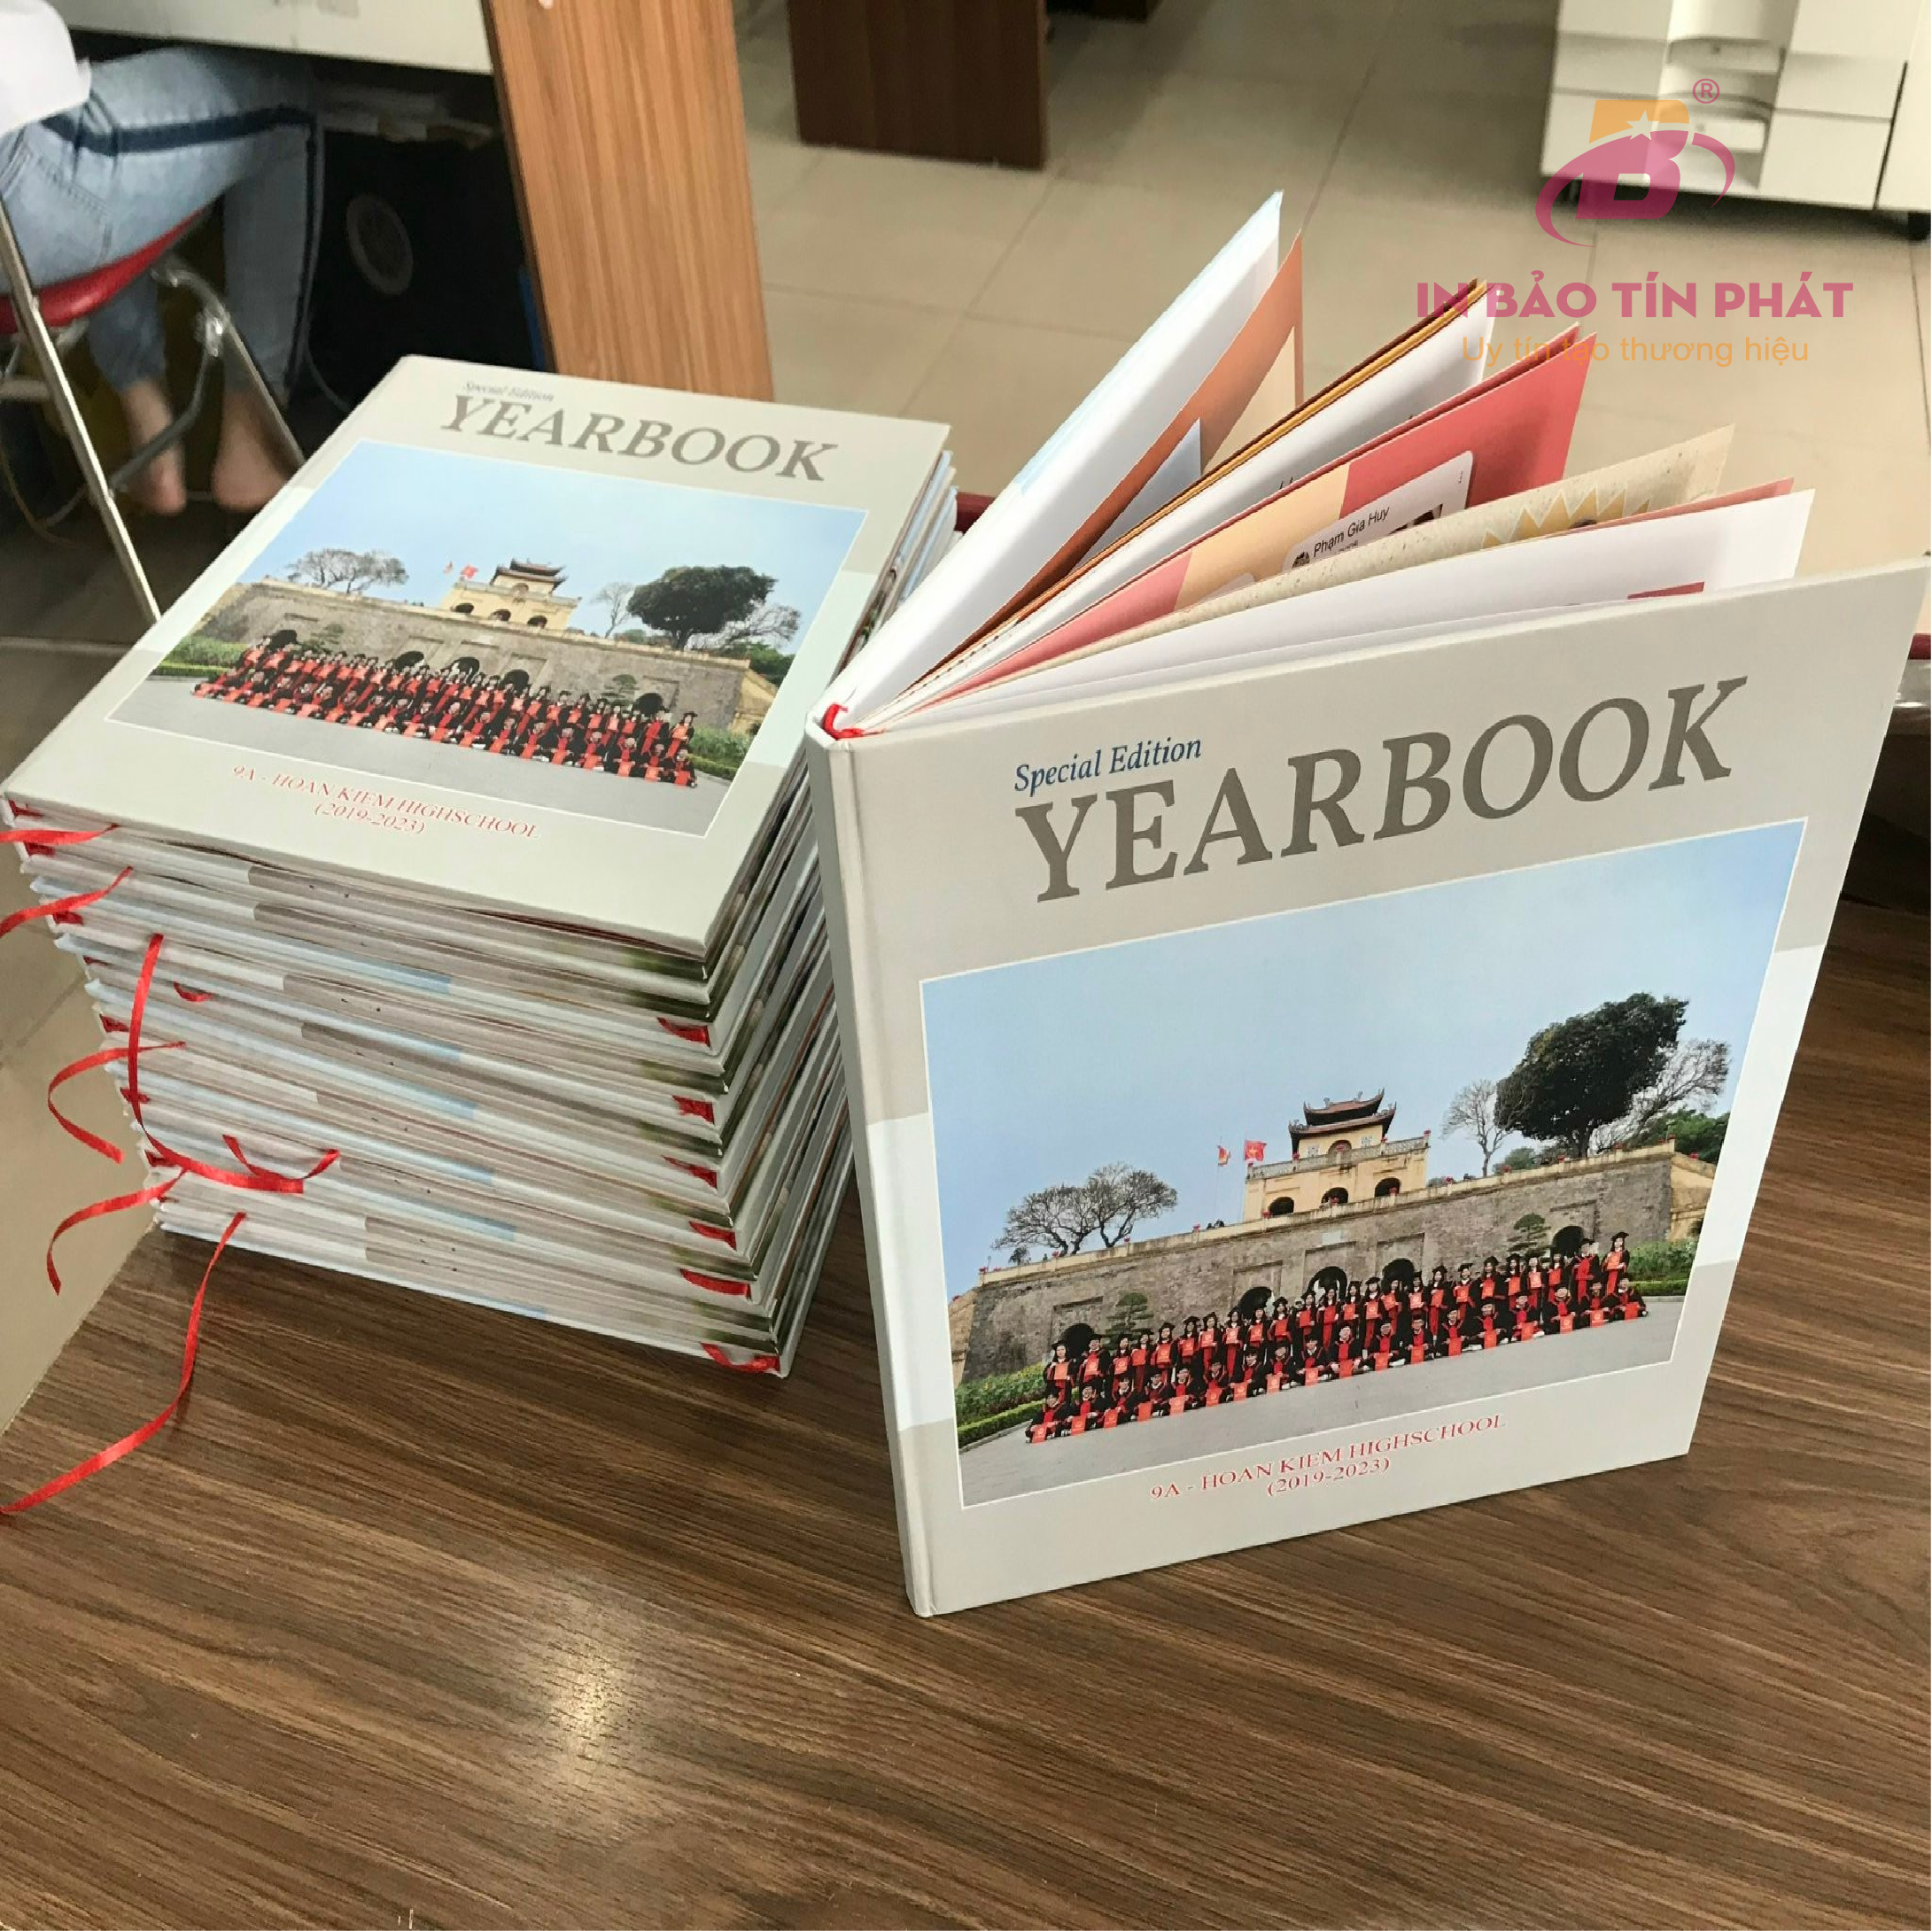 ®
IN BẢO TÍN PHÁT
Uy tín tạo thương hiệu
Special Edition
YEARBOOK
9A - HOAN KIEM HIGHSCHOOL
(2019-2023)
Phạm Gia Huy
Special Edition
YEARBOOK
9A - HOAN KIEM HIGHSCHOOL
(2019-2023)